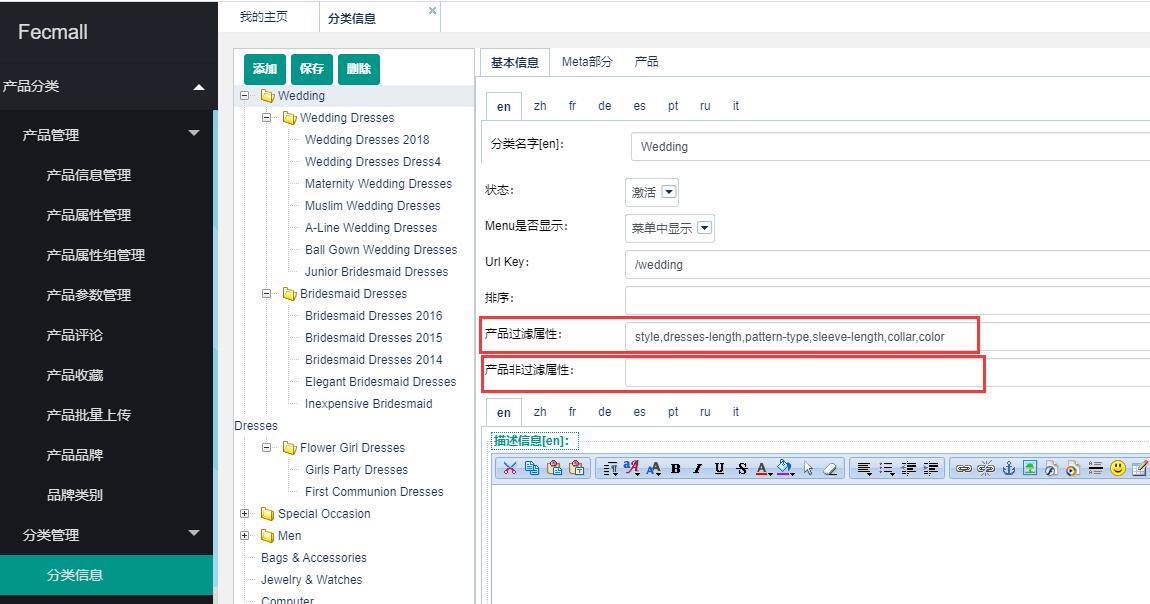 Fecmall
产品分类
产品管理
产品信息管理
产品属性管理
产品属性组管理
产品参数管理
产品评论
产品收藏
产品批量上传
产品品牌
品牌类别
分类管理
分类信息
我的主页
分类信息
添加
保存
删除
Wedding
Wedding Dresses
Wedding Dresses 2018
Wedding Dresses Dress4
Maternity Wedding Dresses
Muslim Wedding Dresses
A-Line Wedding Dresses
Ball Gown Wedding Dresses
Junior Bridesmaid Dresses
Bridesmaid Dresses
Bridesmaid Dresses 2016
Bridesmaid Dresses 2015
Bridesmaid Dresses 2014
Elegant Bridesmaid Dresses
Inexpensive Bridesmaid
Dresses
Flower Girl Dresses
Girls Party Dresses
First Communion Dresses
Special Occasion
Men
Bags & Accessories
Jewelry & Watches
Computer
基本信息 Meta部分 产品
en zh fr de es pt ru it
分类名字[en]: Wedding
状态: 激活
Menu是否显示: 菜单中显示
Url Key: /wedding
排序:
产品过滤属性: style,dresses-length,pattern-type,sleeve-length,collar,color
产品非过滤属性:
en zh fr de es pt ru it
描述信息[en]: